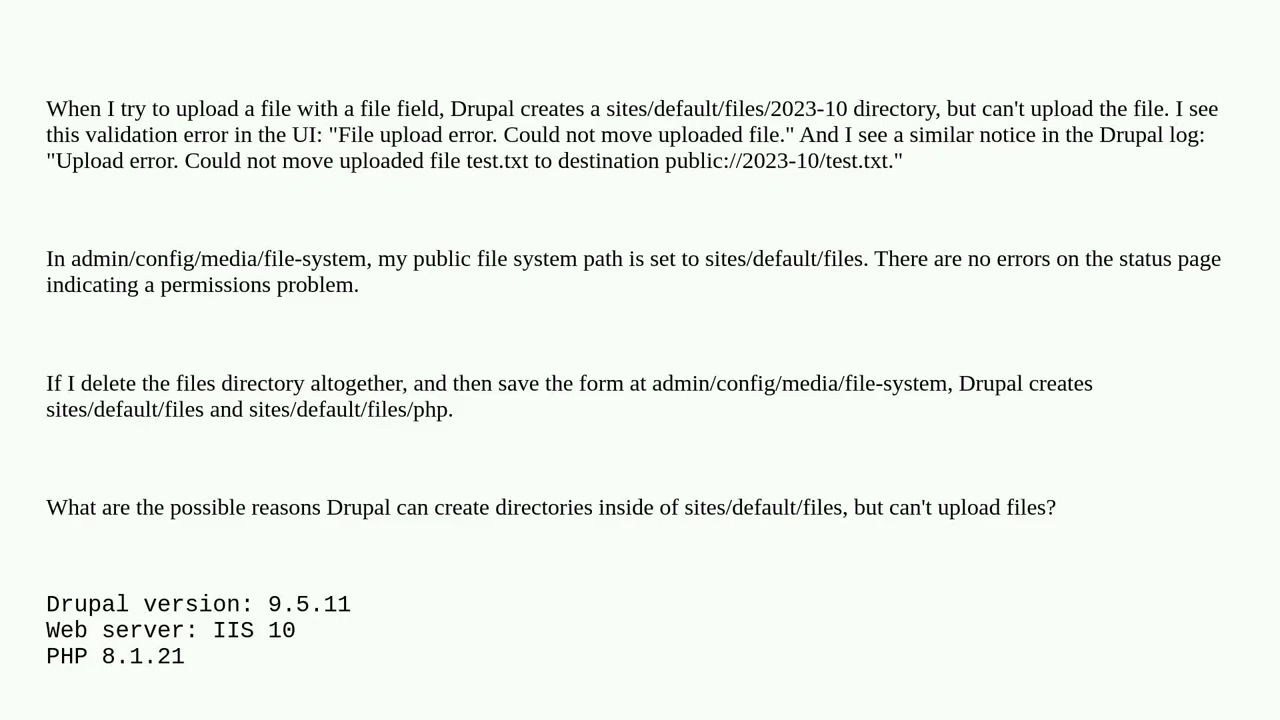 When I try to upload a file with a file field, Drupal creates a sites/default/files/2023-10 directory, but can't upload the file. I see
this validation error in the UI: "File upload error. Could not move uploaded file." And I see a similar notice in the Drupal log:
"Upload error. Could not move uploaded file test.txt to destination public://2023-10/test.txt."
In admin/config/media/file-system, my public file system path is set to sites/default/files. There are no errors on the status page
indicating a permissions problem.
If I delete the files directory altogether, and then save the form at admin/config/media/file-system, Drupal creates
sites/default/files and sites/default/files/php.
What are the possible reasons Drupal can create directories inside of sites/default/files, but can't upload files?
Drupal version: 9.5.11
Web server: IIS 10
PHP 8.1.21